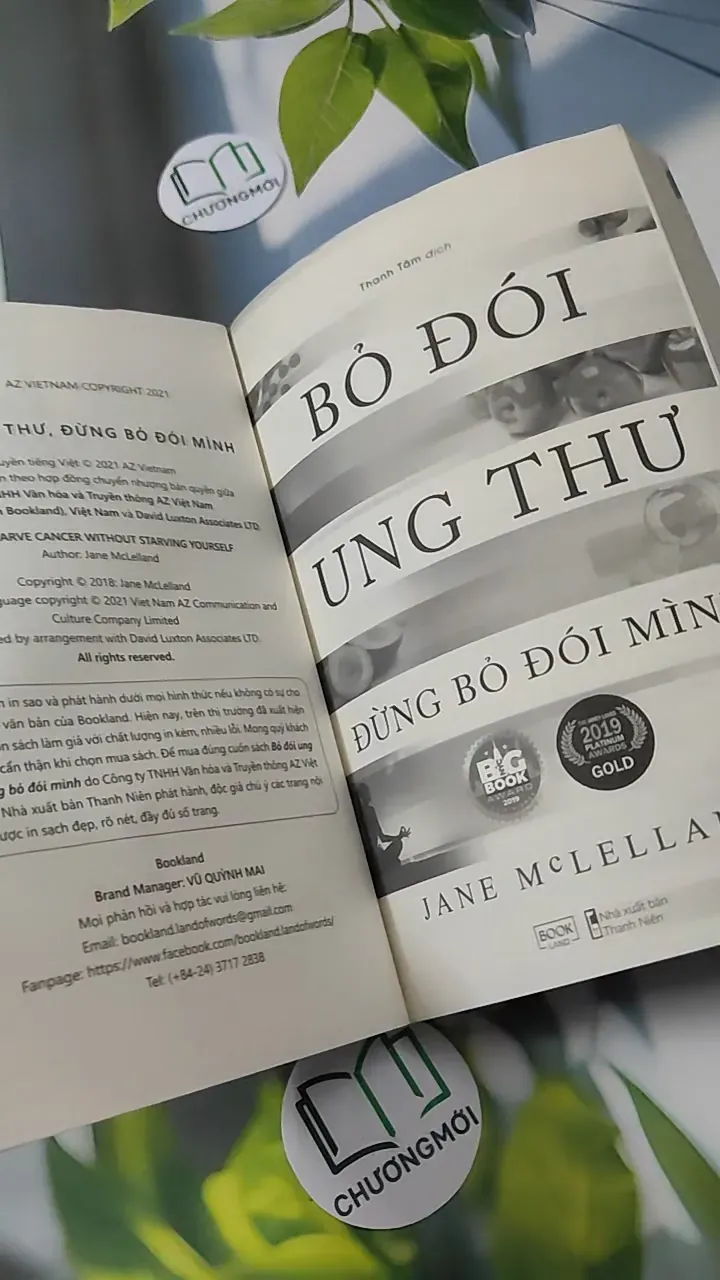 CHƯƠNGMỚI
AZ VIETNAM COPYRIGHT 2021
THƯ, ĐỪNG BỎ ĐÓI MÌNH
tiếng Việt © 2021 AZ Vietnam
theo hợp đồng chuyển nhượng bản quyền giữa
Văn hóa và Truyền thông AZ Việt Nam
Bookland), Việt Nam và David Luxton Associates LTD.
CANCER WITHOUT STARVING YOURSELF
Author: Jane McLelland
Copyright © 2018: Jane McLelland
copyright © 2021 Viet Nam AZ Communication and
Culture Company Limited
by arrangement with David Luxton Associates LTD.
All rights reserved.
in sao và phát hành dưới mọi hình thức nếu không có sự cho
văn bản của Bookland. Hiện nay, trên thị trường đã xuất hiện
sách làm giả với chất lượng in kém, nhiều lỗi. Mong quý khách
cẩn thận khi chọn mua sách. Để mua đúng cuốn sách Bỏ đói ung
bỏ đói mình do Công ty TNHH Văn hóa và Truyền thông AZ Việt
Nhà xuất bản Thanh Niên phát hành, độc giả chú ý các trang nội
in sạch đẹp, rõ nét, đầy đủ số trang.
Bookland
Brand Manager: VŨ QUỲNH MAI
Mọi phản hồi và hợp tác vui lòng liên hệ:
Email: bookland.landofwords@gmail.com
Fanpage: https://www.facebook.com/bookland.landofwords/
Tel: (+84-24) 3717 2838
Thanh Tâm dịch
BỎ ĐÓI
UNG THƯ
ĐỪNG BỎ ĐÓI MÌN
NYC
BIG
BOOK
AWARD
2019
2019
PLATINUM
AWARDS
GOLD
JANE McLELLAN
BOOK
LAND
Nhà xuất bản
Thanh Niên
CHƯƠNGMỚI